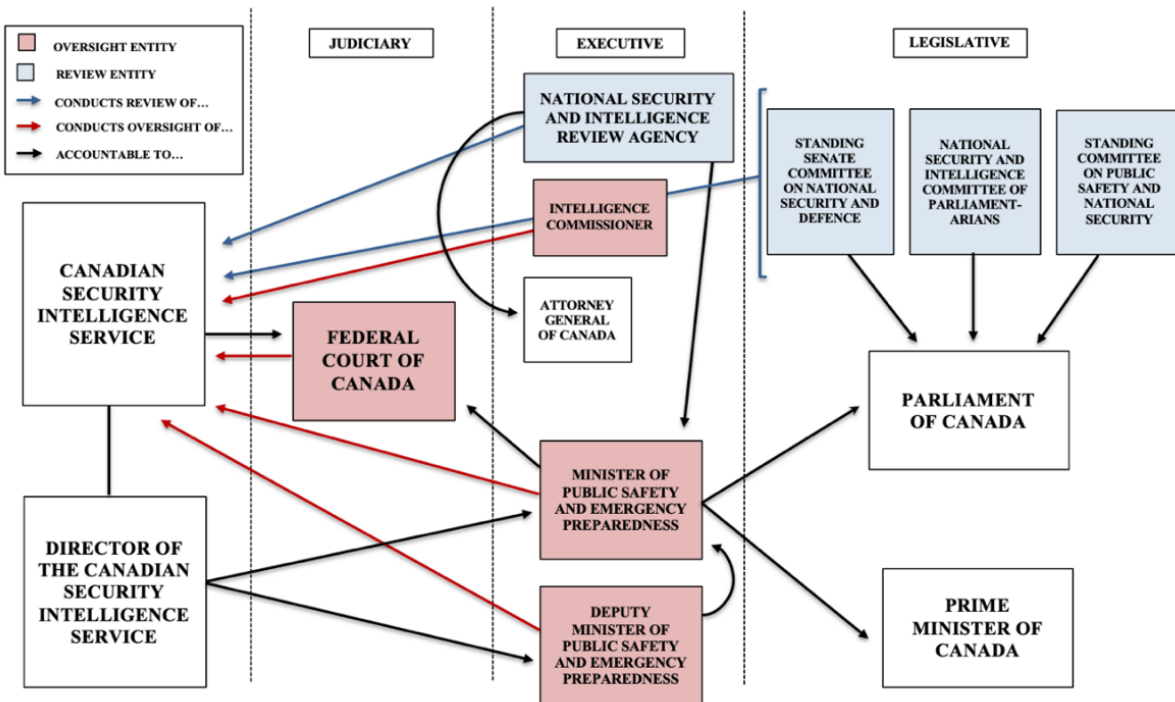 OVERSIGHT ENTITY
REVIEW ENTITY
CONDUCTS REVIEW OF…
CONDUCTS OVERSIGHT OF…
ACCOUNTABLE TO…
JUDICIARY
EXECUTIVE
LEGISLATIVE
NATIONAL SECURITY
AND INTELLIGENCE
REVIEW AGENCY
STANDING
SENATE
COMMITTEE
ON NATIONAL
SECURITY AND
DEFENCE
NATIONAL
SECURITY AND
INTELLIGENCE
COMMITTEE OF
PARLIAMENT-
ARIANS
STANDING
COMMITTEE
ON PUBLIC
SAFETY AND
NATIONAL
SECURITY
INTELLIGENCE
COMMISSIONER
CANADIAN
SECURITY
INTELLIGENCE
SERVICE
ATTORNEY
GENERAL
OF CANADA
FEDERAL
COURT OF
CANADA
PARLIAMENT
OF CANADA
MINISTER OF
PUBLIC SAFETY
AND EMERGENCY
PREPAREDNESS
DIRECTOR OF
THE CANADIAN
SECURITY
INTELLIGENCE
SERVICE
DEPUTY
MINISTER OF
PUBLIC SAFETY
AND EMERGENCY
PREPAREDNESS
PRIME
MINISTER OF
CANADA